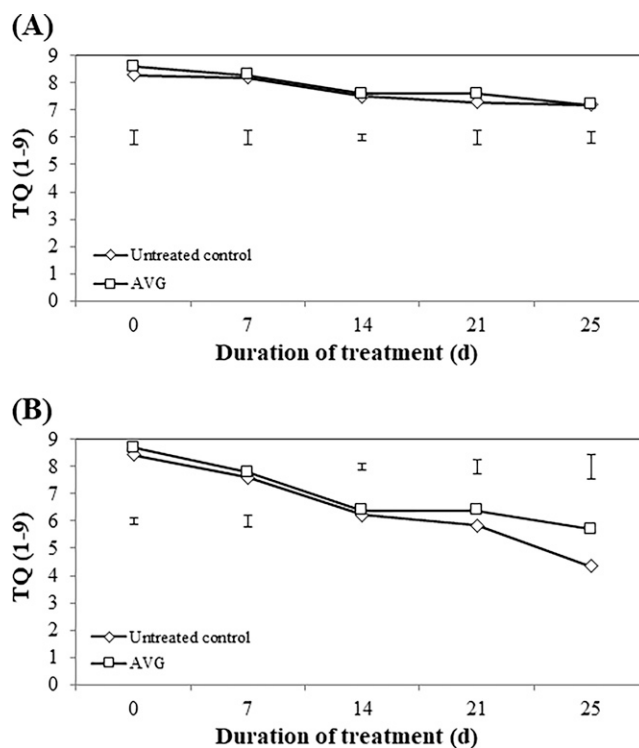 (A)
9
8
7
6
5
4
3
2
1
0
TQ (1-9)
Untreated control
AVG
0 7 14 21 25
Duration of treatment (d)
(B)
9
8
7
6
5
4
3
2
1
0
TQ (1-9)
Untreated control
AVG
0 7 14 21 25
Duration of treatment (d)